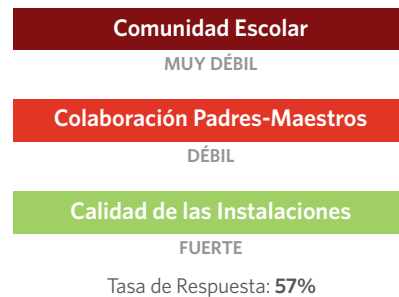 Comunidad Escolar
MUY DÉBIL
Colaboración Padres-Maestros
DÉBIL
Calidad de las Instalaciones
FUERTE
Tasa de Respuesta: 57%